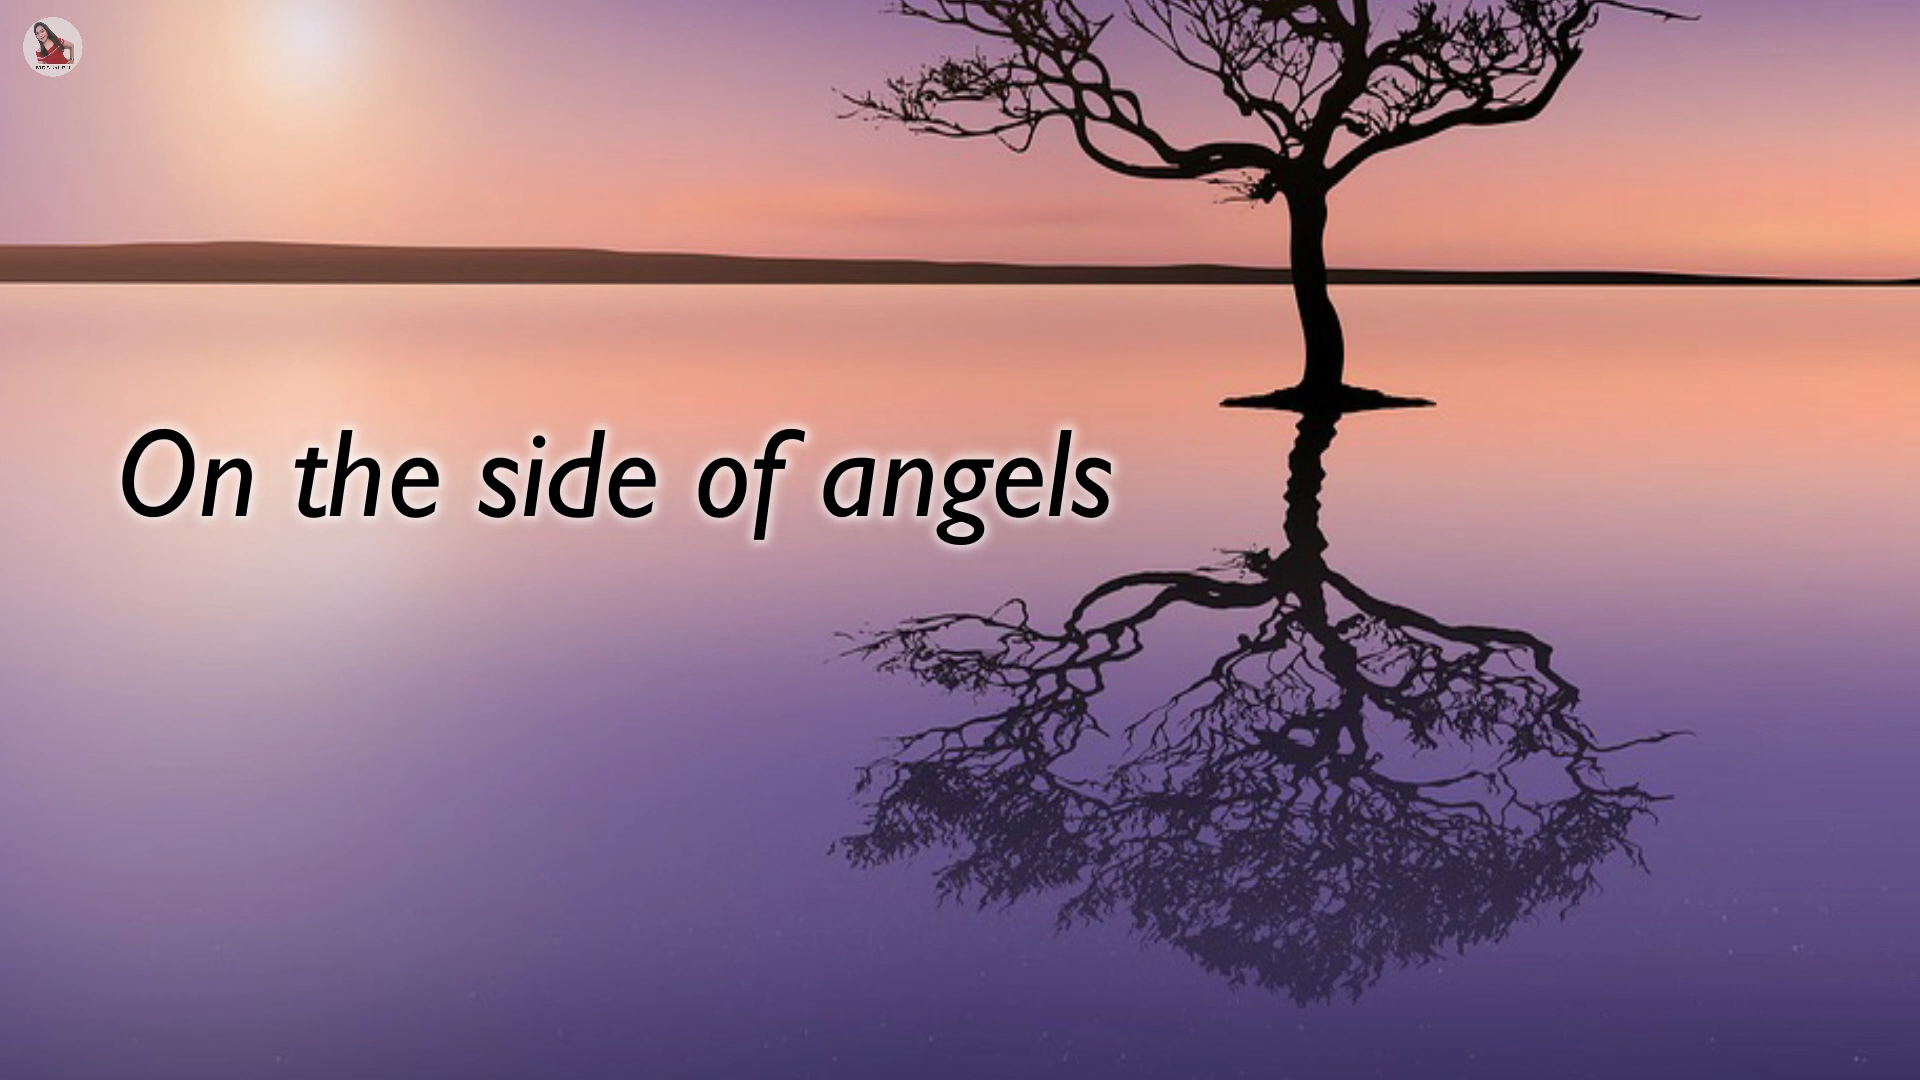 On the side of angels